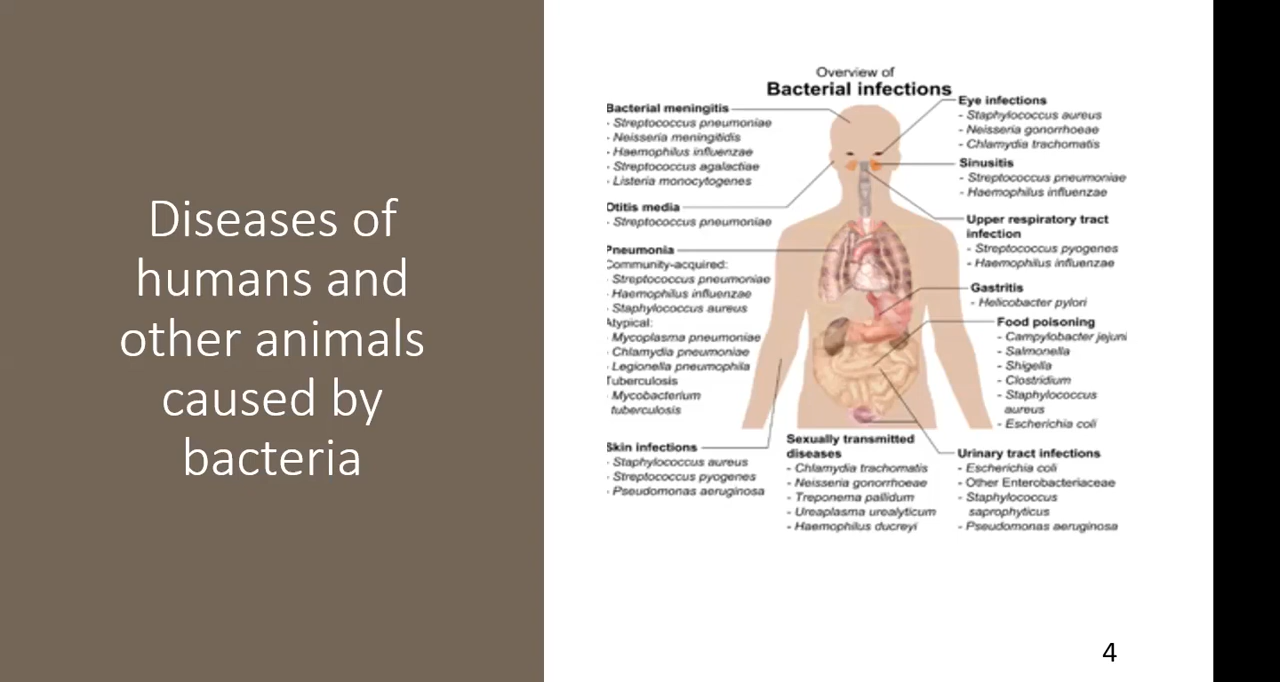 Diseases of
humans and
other animals
caused by
bacteria
Overview of
Bacterial infections
Bacterial meningitis
- Streptococcus pneumoniae
- Neisseria meningitidis
- Haemophilus influenzae
- Streptococcus agalactiae
- Listeria monocytogenes
Otitis media
- Streptococcus pneumoniae
Pneumonia
Community-acquired:
- Streptococcus pneumoniae
- Haemophilus influenzae
- Staphylococcus aureus
Atypical:
- Mycoplasma pneumoniae
- Chlamydia pneumoniae
- Legionella pneumophila
Tuberculosis
- Mycobacterium
tuberculosis
Skin infections
- Staphylococcus aureus
- Streptococcus pyogenes
- Pseudomonas aeruginosa
Eye infections
- Staphylococcus aureus
- Neisseria gonorrhoeae
- Chlamydia trachomatis
Sinusitis
- Streptococcus pneumoniae
- Haemophilus influenzae
Upper respiratory tract
infection
- Streptococcus pyogenes
- Haemophilus influenzae
Gastritis
- Helicobacter pylori
Food poisoning
- Campylobacter jejuni
- Salmonella
- Shigella
- Clostridium
- Staphylococcus
aureus
- Escherichia coli
Sexually transmitted
diseases
- Chlamydia trachomatis
- Neisseria gonorrhoeae
- Treponema pallidum
- Ureaplasma urealyticum
- Haemophilus ducreyi
Urinary tract infections
- Escherichia coli
- Other Enterobacteriaceae
- Staphylococcus
saprophyticus
- Pseudomonas aeruginosa
4